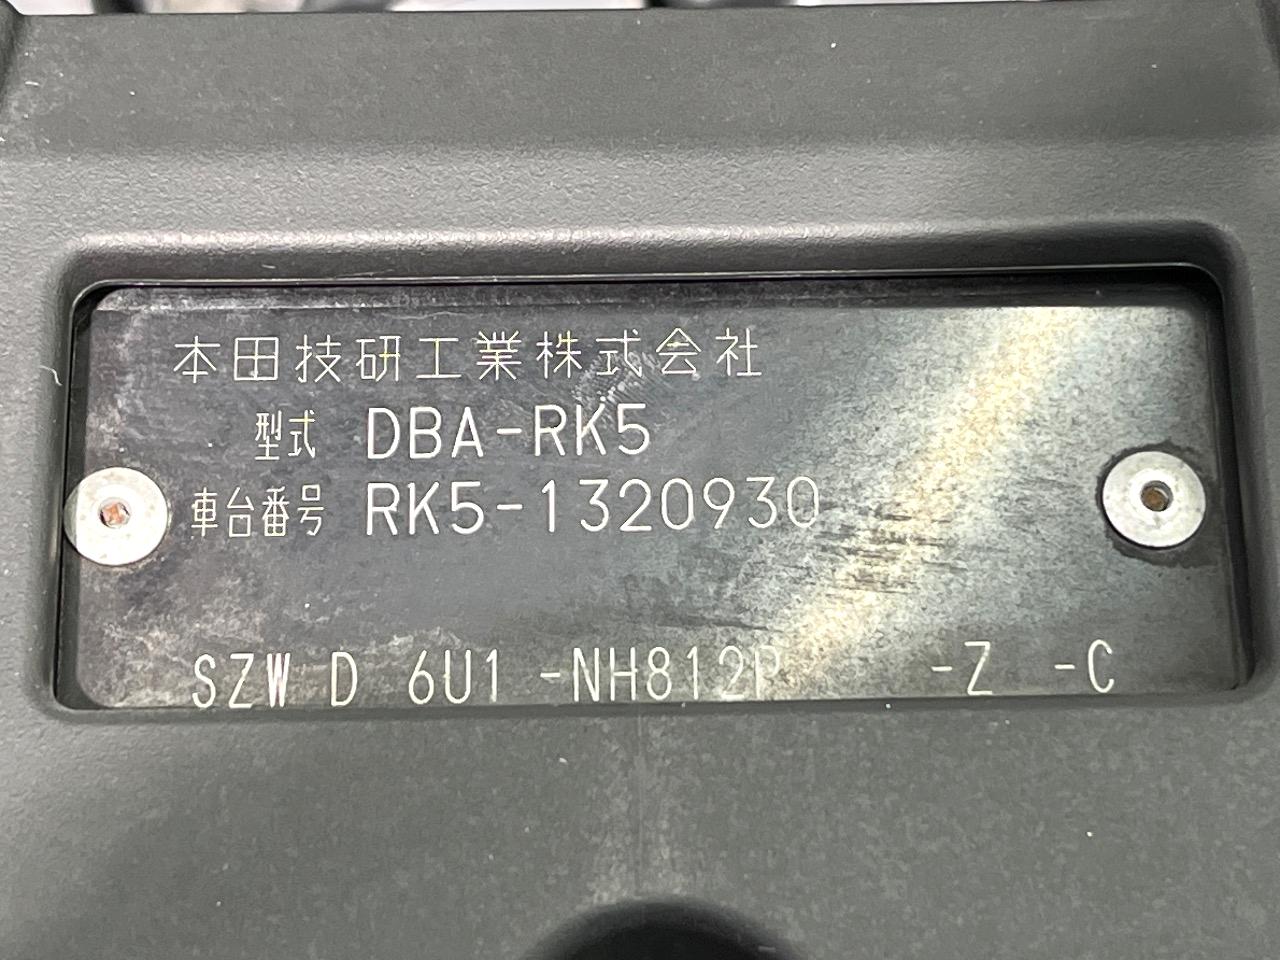 本田技研工業株式会社
型式 DBA-RK5
車台番号 RK5-1320930
SZW D 6U1 -NH812P -Z -C